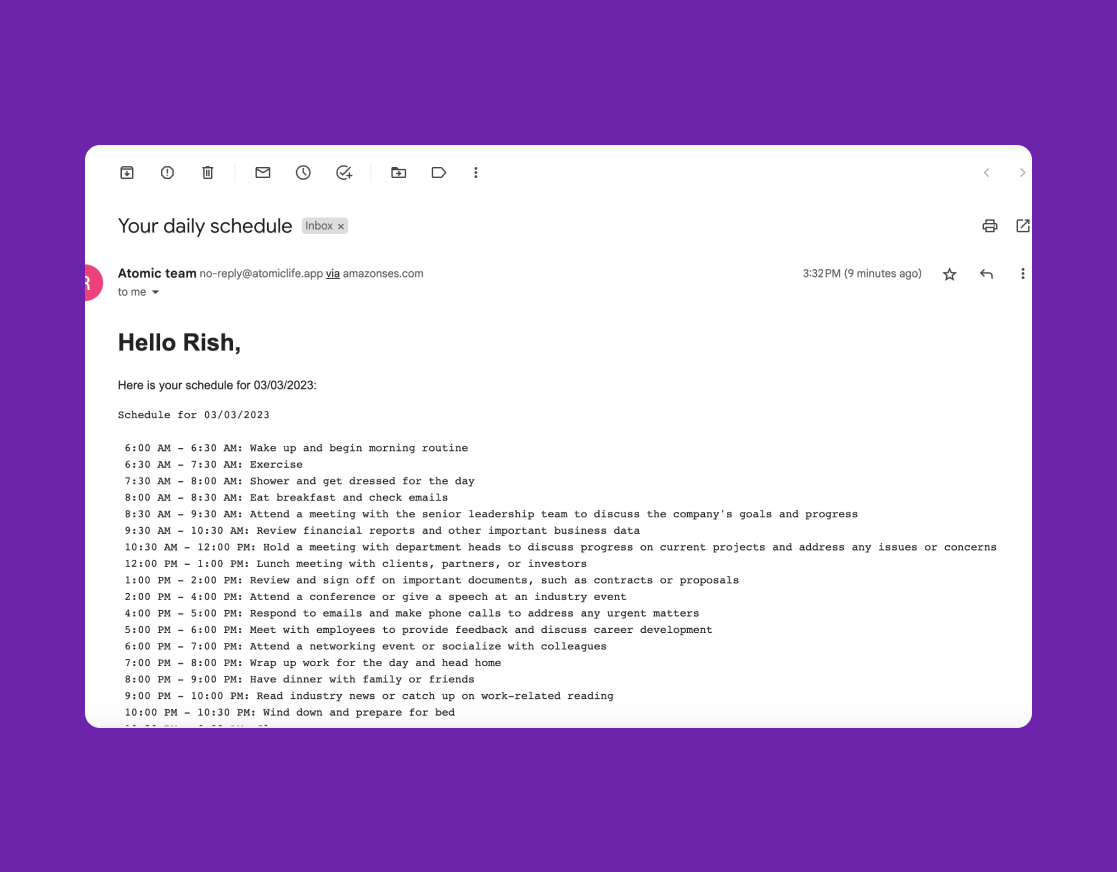 Your daily schedule Inbox ×
Atomic team no-reply@atomiclife.app via amazonses.com 3:32 PM (9 minutes ago)
to me
Hello Rish,
Here is your schedule for 03/03/2023:
Schedule for 03/03/2023
6:00 AM - 6:30 AM: Wake up and begin morning routine
6:30 AM - 7:30 AM: Exercise
7:30 AM - 8:00 AM: Shower and get dressed for the day
8:00 AM - 8:30 AM: Eat breakfast and check emails
8:30 AM - 9:30 AM: Attend a meeting with the senior leadership team to discuss the company's goals and progress
9:30 AM - 10:30 AM: Review financial reports and other important business data
10:30 AM - 12:00 PM: Hold a meeting with department heads to discuss progress on current projects and address any issues or concerns
12:00 PM - 1:00 PM: Lunch meeting with clients, partners, or investors
1:00 PM - 2:00 PM: Review and sign off on important documents, such as contracts or proposals
2:00 PM - 4:00 PM: Attend a conference or give a speech at an industry event
4:00 PM - 5:00 PM: Respond to emails and make phone calls to address any urgent matters
5:00 PM - 6:00 PM: Meet with employees to provide feedback and discuss career development
6:00 PM - 7:00 PM: Attend a networking event or socialize with colleagues
7:00 PM - 8:00 PM: Wrap up work for the day and head home
8:00 PM - 9:00 PM: Have dinner with family or friends
9:00 PM - 10:00 PM: Read industry news or catch up on work-related reading
10:00 PM - 10:30 PM: Wind down and prepare for bed